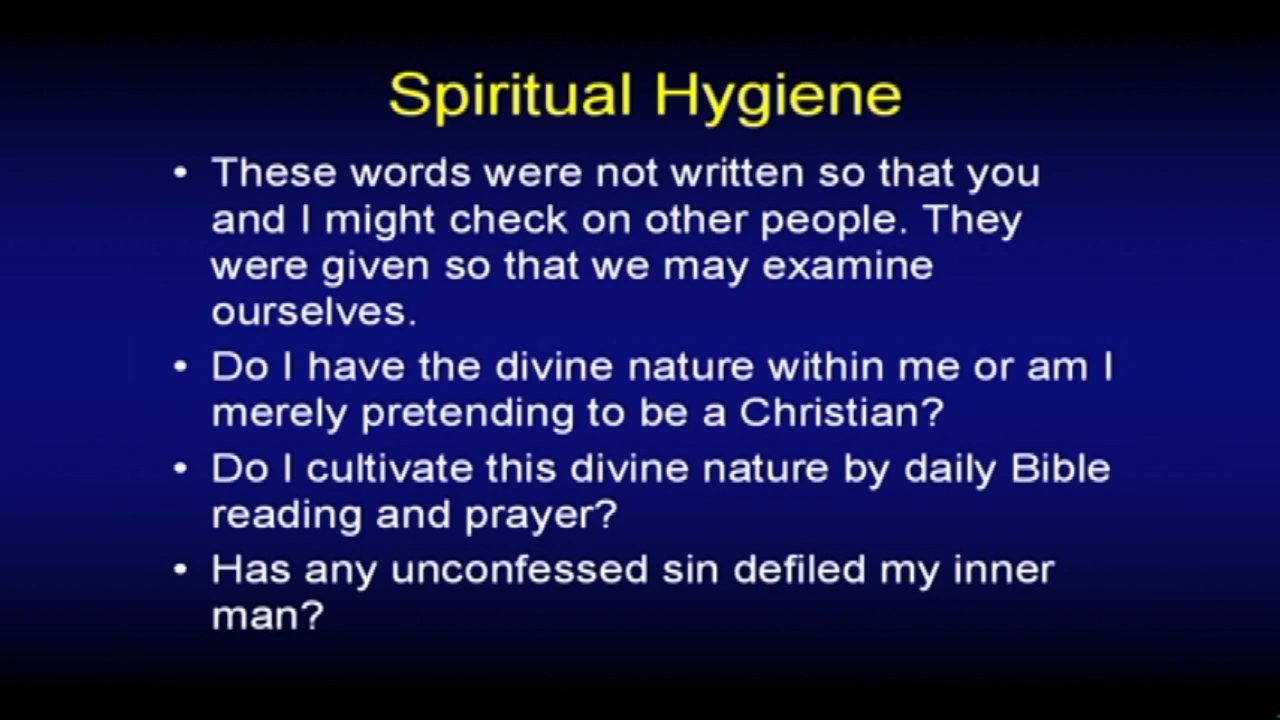 Spiritual Hygiene
• These words were not written so that you
and I might check on other people. They
were given so that we may examine
ourselves.
• Do I have the divine nature within me or am I
merely pretending to be a Christian?
• Do I cultivate this divine nature by daily Bible
reading and prayer?
• Has any unconfessed sin defiled my inner
man?